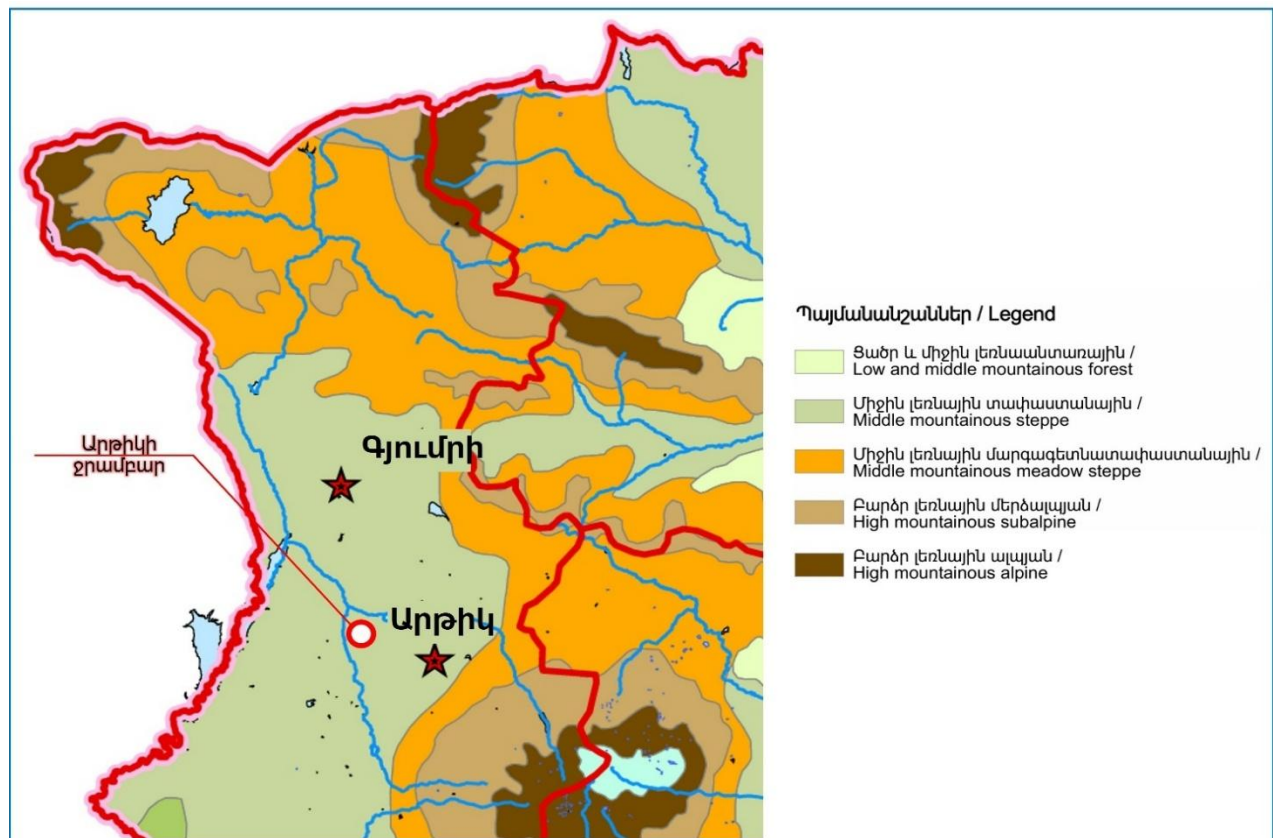 Գյումրի
Արթիկի
ջրամբար
Արթիկ
Պայմանանշաններ / Legend
Ցածր և միջին լեռնաանտառային /
Low and middle mountainous forest
Միջին լեռնային տափաստանային /
Middle mountainous steppe
Միջին լեռնային մարգագետնատափաստանային /
Middle mountainous meadow steppe
Բարձր լեռնային մերձալպյան /
High mountainous subalpine
Բարձր լեռնային ալպյան /
High mountainous alpine